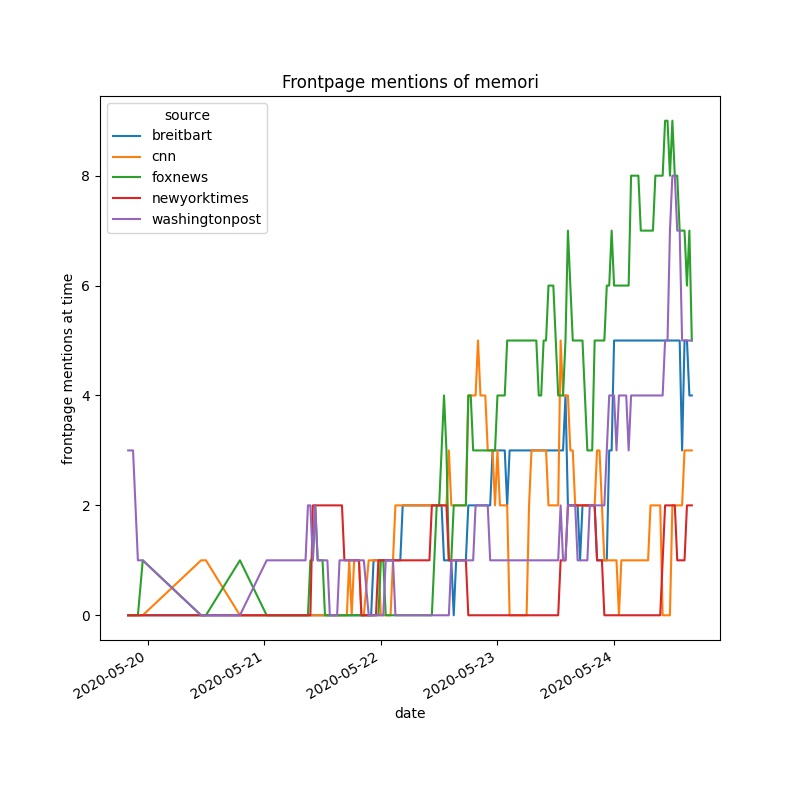 Frontpage mentions of memori
source
breitbart
cnn
foxnews
newyorktimes
washingtonpost
frontpage mentions at time
8
6
4
2
0
2020-05-20
2020-05-21
2020-05-22
2020-05-23
2020-05-24
date